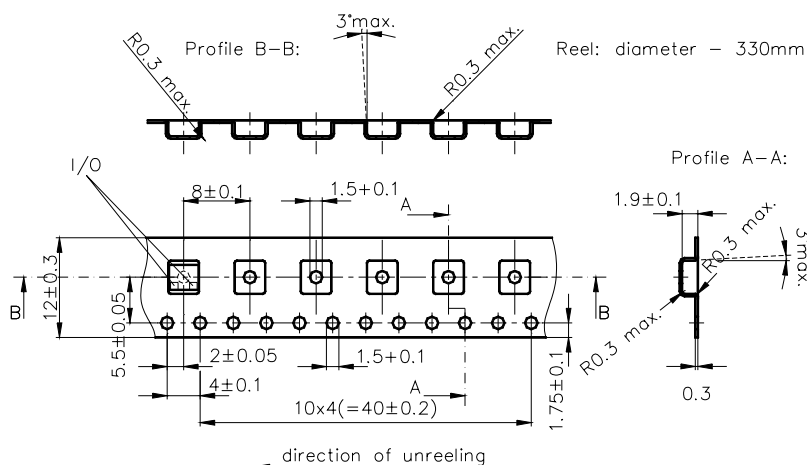 3°max.
R0.3 max.
Profile B-B:
R0.3 max.
Reel: diameter - 330mm
Profile A-A:
I/O
8±0.1
1.5+0.1
A
1.9±0.1
R0.3 max.
3°max.
12±0.3
B
B
5.5±0.05
2±0.05
1.5+0.1
1.75±0.1
R0.3 max.
4±0.1
A
0.3
10x4(=40±0.2)
direction of unreeling